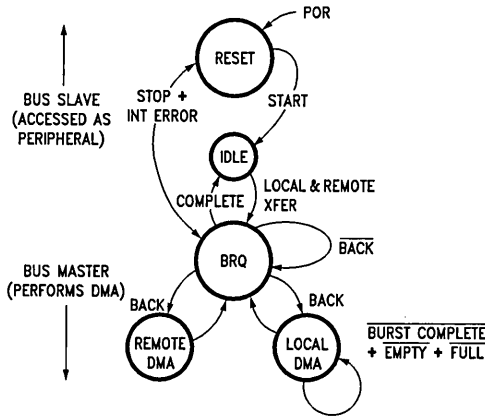 POR
RESET
BUS SLAVE
(ACCESSED AS
PERIPHERAL)
STOP +
INT ERROR
START
IDLE
COMPLETE
LOCAL & REMOTE
XFER
BRQ
BACK
BUS MASTER
(PERFORMS DMA)
BACK
BACK
REMOTE
DMA
LOCAL
DMA
BURST COMPLETE
+ EMPTY + FULL